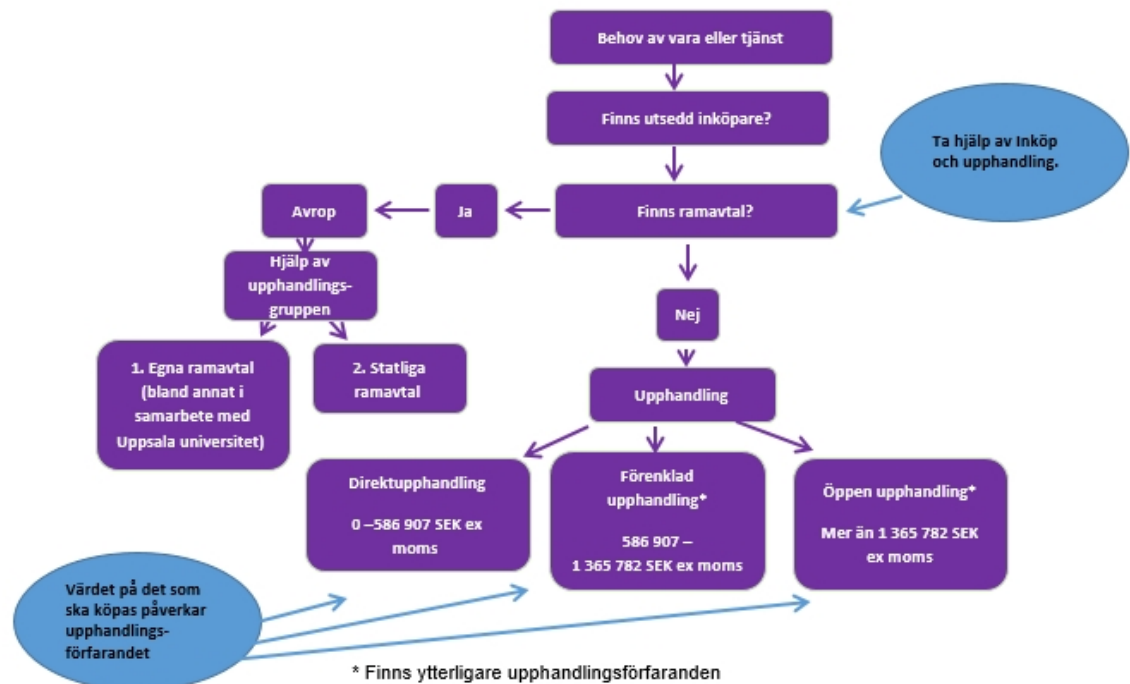 Behov av vara eller tjänst
Finns utsedd inköpare?
Ta hjälp av Inköp
och upphandling.
Finns ramavtal?
Ja
Avrop
Hjälp av
upphandlings-
gruppen
1. Egna ramavtal
(bland annat i
samarbete med
Uppsala universitet)
2. Statliga
ramavtal
Nej
Upphandling
Direktupphandling
0 –586 907 SEK ex
moms
Förenklad
upphandling*
586 907 –
1 365 782 SEK ex moms
Öppen upphandling*
Mer än 1 365 782 SEK
ex moms
Värdet på det som
ska köpas påverkar
upphandlings-
förfarandet
* Finns ytterligare upphandlingsförfaranden